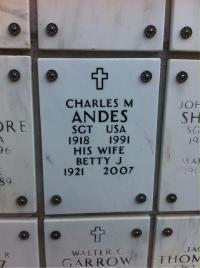 CHARLES M
ANDES
SGT USA
1918 1991
HIS WIFE
BETTY J
1921 2007
WALTER C
GARROW